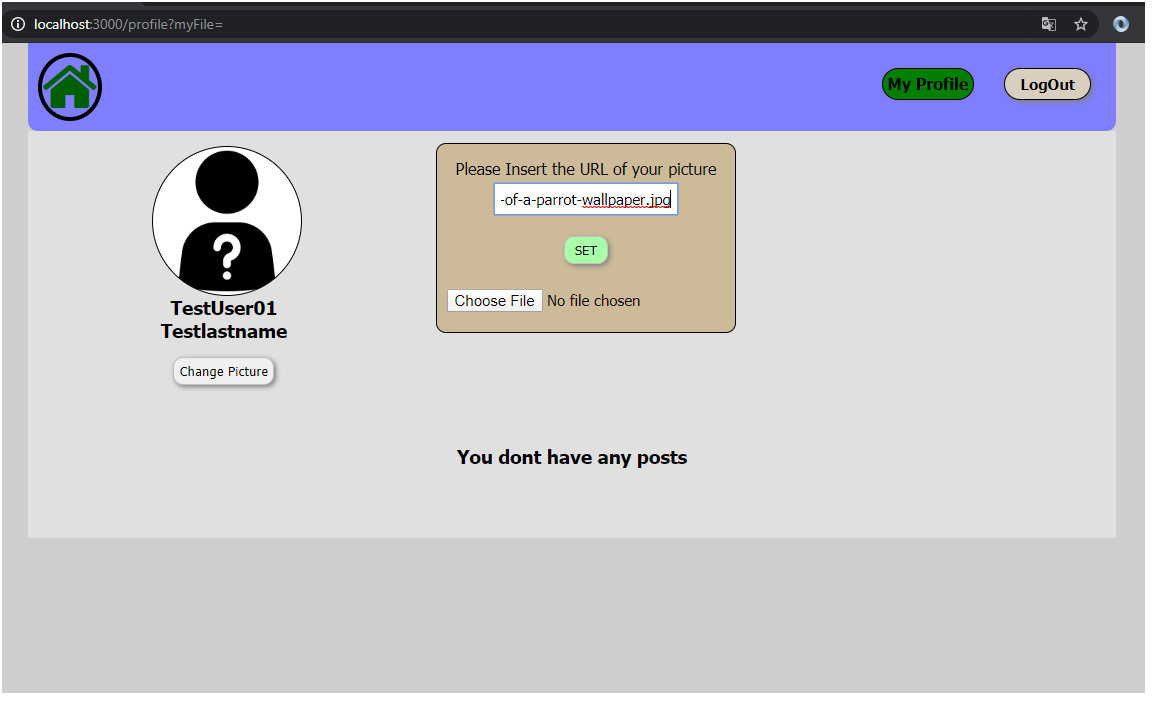 localhost:3000/profile?myFile=
My Profile
LogOut
Please Insert the URL of your picture
-of-a-parrot-wallpaper.jpg
SET
Choose File No file chosen
?
TestUser01
Testlastname
Change Picture
You dont have any posts